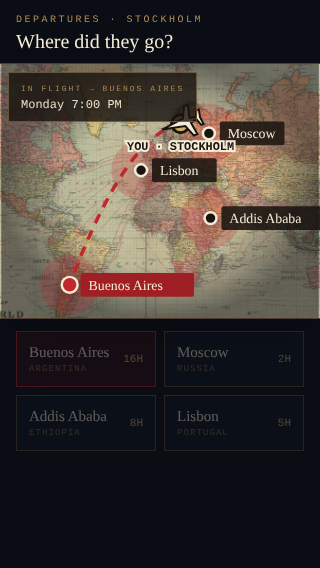 DEPARTURES · STOCKHOLM
Where did they go?
IN FLIGHT → BUENOS AIRES
Monday 7:00 PM
Moscow
YOU · STOCKHOLM
Lisbon
Addis Ababa
Buenos Aires
RLD
Buenos Aires 16H
ARGENTINA
Moscow 2H
RUSSIA
Addis Ababa 8H
ETHIOPIA
Lisbon 5H
PORTUGAL